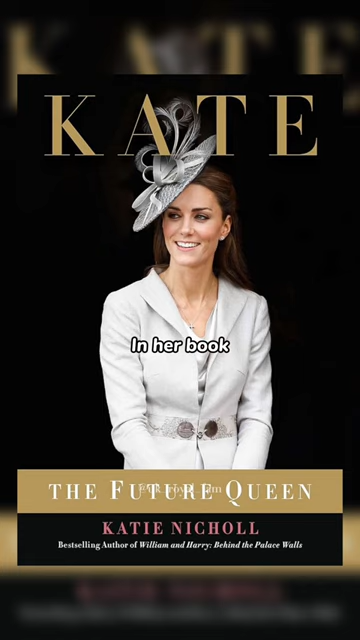 KATE
In her book
THE FUTURE QUEEN
KATIE NICHOLL
Bestselling Author of William and Harry: Behind the Palace Walls